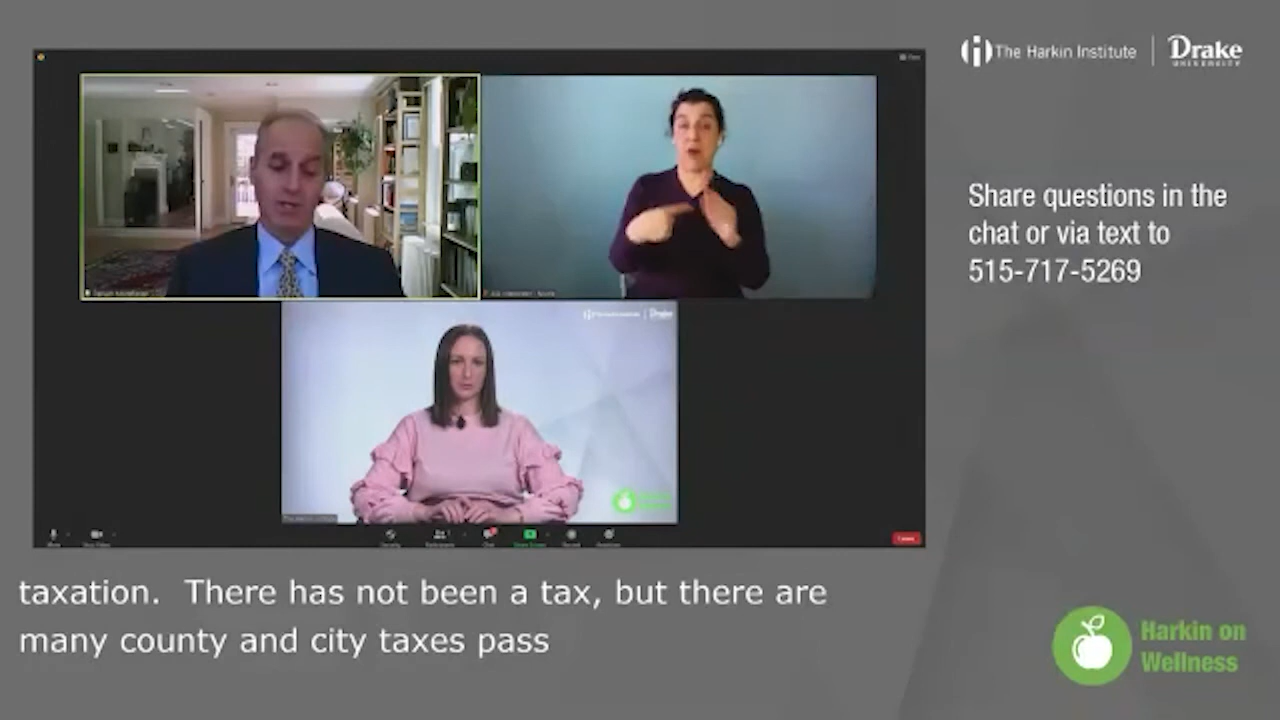 The Harkin Institute
Drake
UNIVERSITY
Share questions in the
chat or via text to
515-717-5269
taxation.  There has not been a tax, but there are
many county and city taxes pass
Harkin on
Wellness